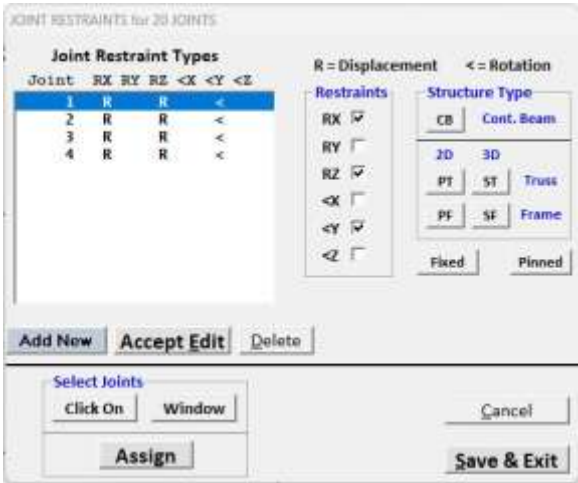 JOINT RESTRAINTS for 20 JOINTS
Joint Restraint Types
Joint RX RY RZ <X <Y <Z
1 R R <
2 R R <
3 R R <
4 R R <
R = Displacement < = Rotation
Restraints
RX
RY
RZ
<X
<Y
<Z
Structure Type
CB Cont. Beam
2D 3D
PT ST Truss
PF SF Frame
Fixed Pinned
Add New Accept Edit Delete
Select Joints
Click On Window
Assign
Cancel
Save & Exit